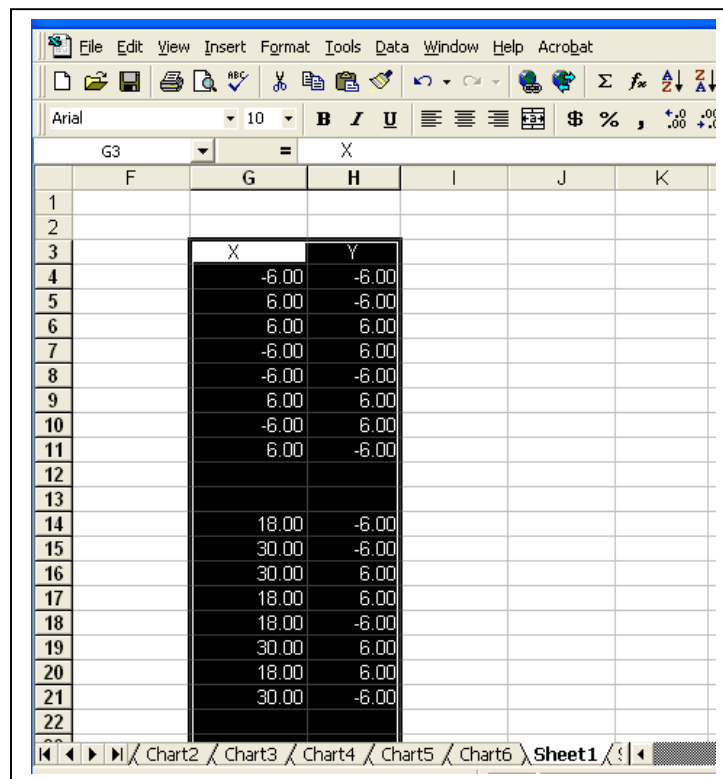 File Edit View Insert Format Tools Data Window Help Acrobat
ABC Σ fx A Z Z A
Arial 10 B I U a $ % , .00
G3 = X
F G H I J K
1
2
3 X Y
4 -6.00 -6.00
5 6.00 -6.00
6 6.00 6.00
7 -6.00 6.00
8 -6.00 -6.00
9 6.00 6.00
10 -6.00 6.00
11 6.00 -6.00
12
13
14 18.00 -6.00
15 30.00 -6.00
16 30.00 6.00
17 18.00 6.00
18 18.00 -6.00
19 30.00 6.00
20 18.00 6.00
21 30.00 -6.00
22
Chart2 Chart3 Chart4 Chart5 Chart6 Sheet1